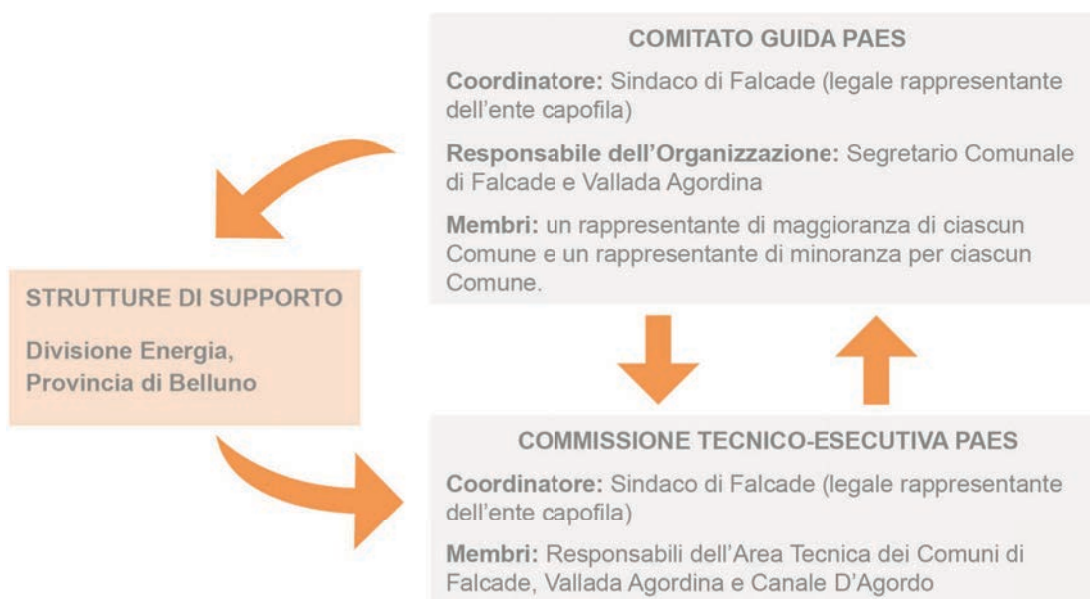 COMITATO GUIDA PAES
Coordinatore: Sindaco di Falcade (legale rappresentante
dell'ente capofila)
Responsabile dell'Organizzazione: Segretario Comunale
di Falcade e Vallada Agordina
Membri: un rappresentante di maggioranza di ciascun
Comune e un rappresentante di minoranza per ciascun
Comune.
STRUTTURE DI SUPPORTO
Divisione Energia,
Provincia di Belluno
COMMISSIONE TECNICO-ESECUTIVA PAES
Coordinatore: Sindaco di Falcade (legale rappresentante
dell'ente capofila)
Membri: Responsabili dell'Area Tecnica dei Comuni di
Falcade, Vallada Agordina e Canale D'Agordo